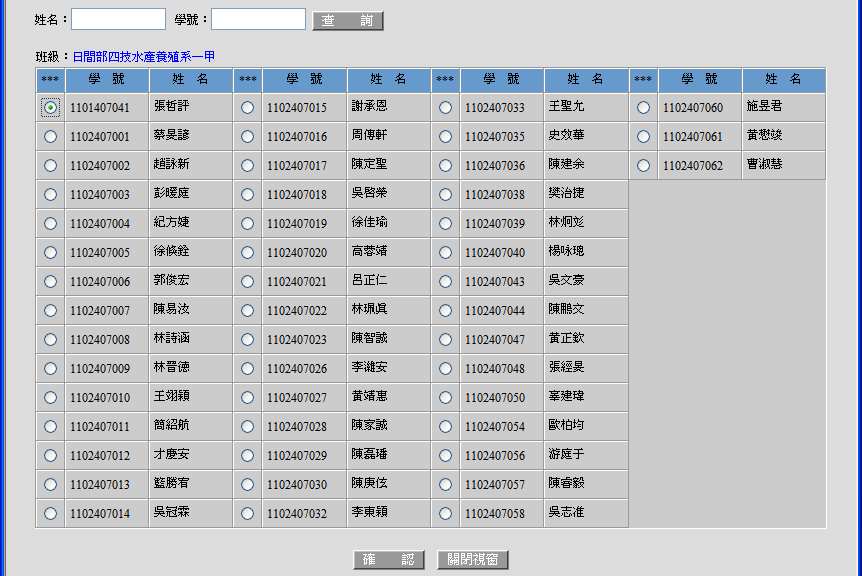 姓名： 學號： 查 詢
班級：日間部四技水產養殖系一甲
*** 學 號 姓 名 *** 學 號 姓 名 *** 學 號 姓 名 *** 學 號 姓 名
1101407041 張哲評 1102407015 謝承恩 1102407033 王聖允 1102407060 施昱君
1102407001 蔡昊諺 1102407016 周傳軒 1102407035 史效華 1102407061 黃懋竣
1102407002 趙詠新 1102407017 陳定聖 1102407036 陳建余 1102407062 曹淑慧
1102407003 彭暖庭 1102407018 吳啓榮 1102407038 樊治捷
1102407004 紀方婕 1102407019 徐佳瑜 1102407039 林炯彣
1102407005 徐倏銓 1102407020 高蓉婧 1102407040 楊咏璁
1102407006 郭俊宏 1102407021 呂正仁 1102407043 吳文豪
1102407007 陳易汝 1102407022 林珮眞 1102407044 陳鵬文
1102407008 林詩涵 1102407023 陳智誠 1102407047 黃正欽
1102407009 林晉德 1102407026 李濰安 1102407048 張經昊
1102407010 王翊穎 1102407027 黃婧惠 1102407050 辜建瑋
1102407011 簡紹航 1102407028 陳家誠 1102407054 歐柏均
1102407012 才慶安 1102407029 陳磊璠 1102407056 游庭于
1102407013 籃勝宥 1102407030 陳庚伭 1102407057 陳睿毅
1102407014 吳冠霖 1102407032 李東穎 1102407058 吳志准
確 認 關閉視窗